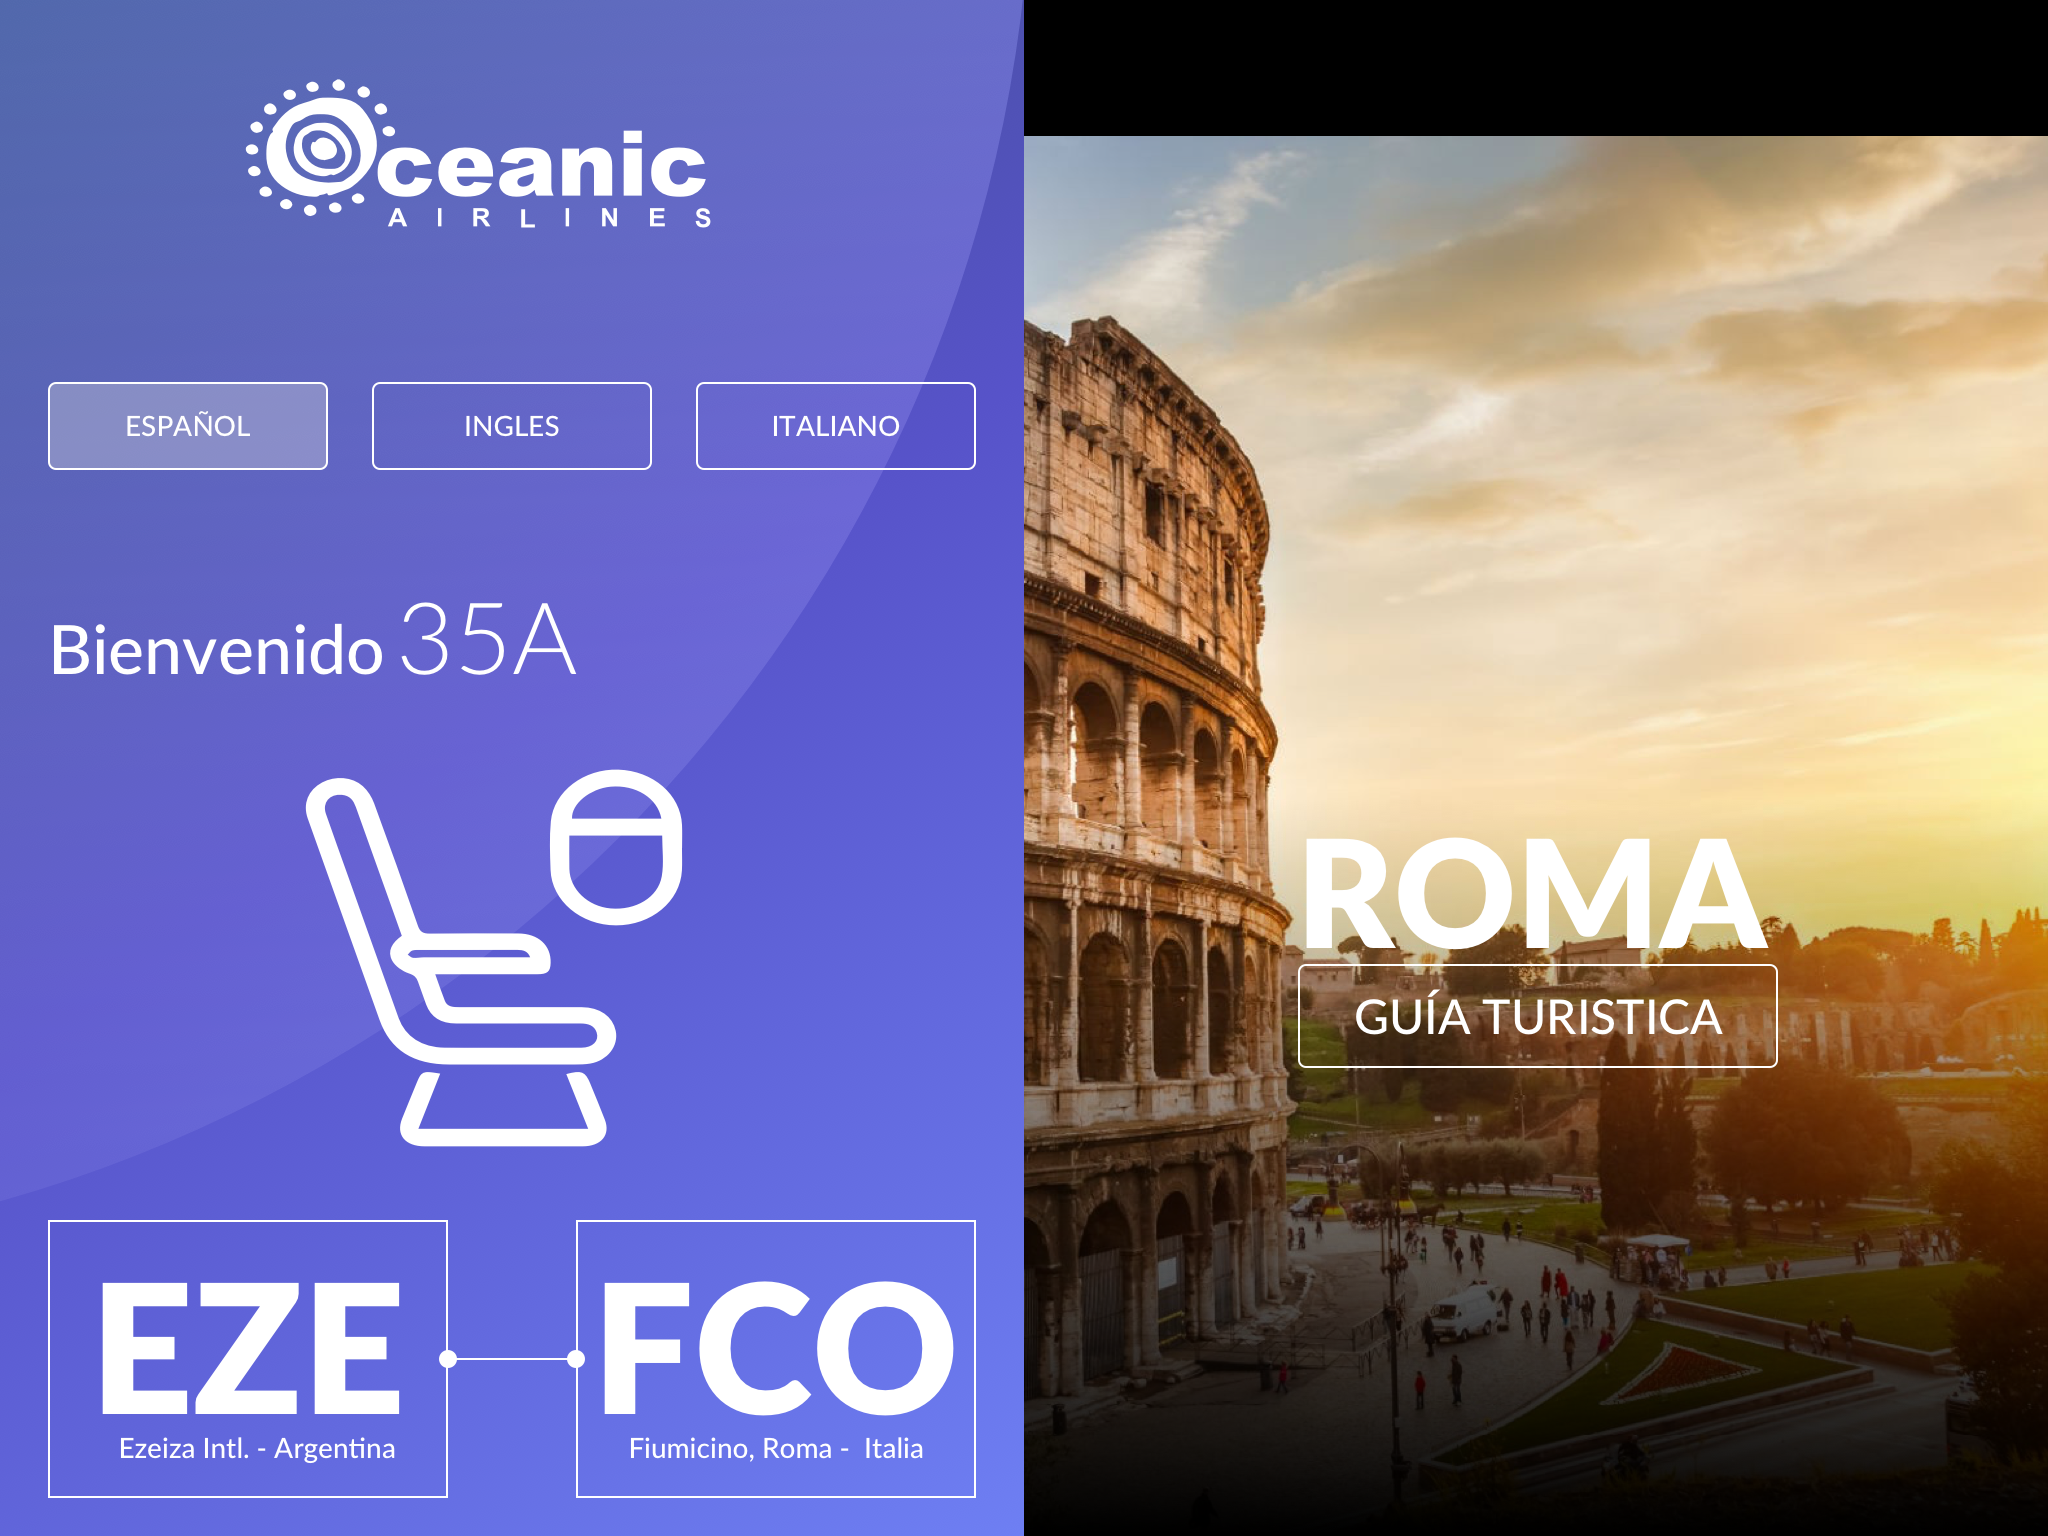 Oceanic
AIRLINES
ESPAÑOL
INGLES
ITALIANO
Bienvenido 35A
EZE
Ezeiza Intl. - Argentina
FCO
Fiumicino, Roma - Italia
ROMA
GUÍA TURISTICA